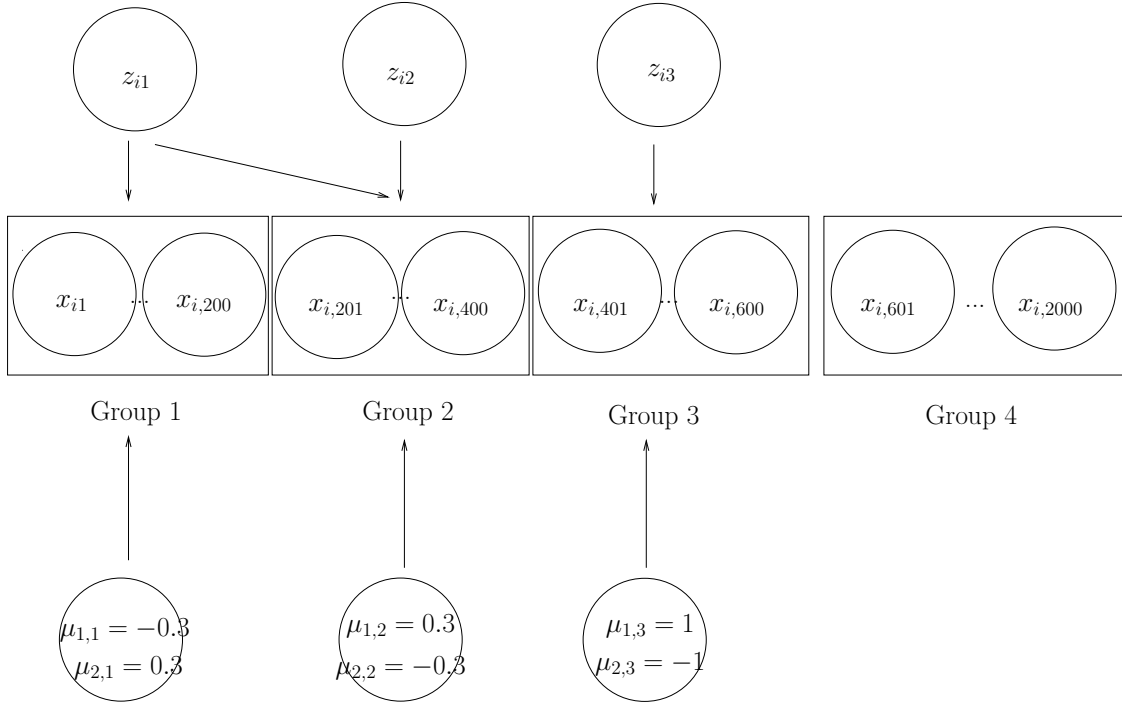 z_{i1} z_{i2} z_{i3}
x_{i1} ... x_{i,200} x_{i,201} ... x_{i,400} x_{i,401} ... x_{i,600} x_{i,601} ... x_{i,2000}
Group 1 Group 2 Group 3 Group 4
μ_{1,1} = −0.3 μ_{1,2} = 0.3 μ_{1,3} = 1
μ_{2,1} = 0.3 μ_{2,2} = −0.3 μ_{2,3} = −1